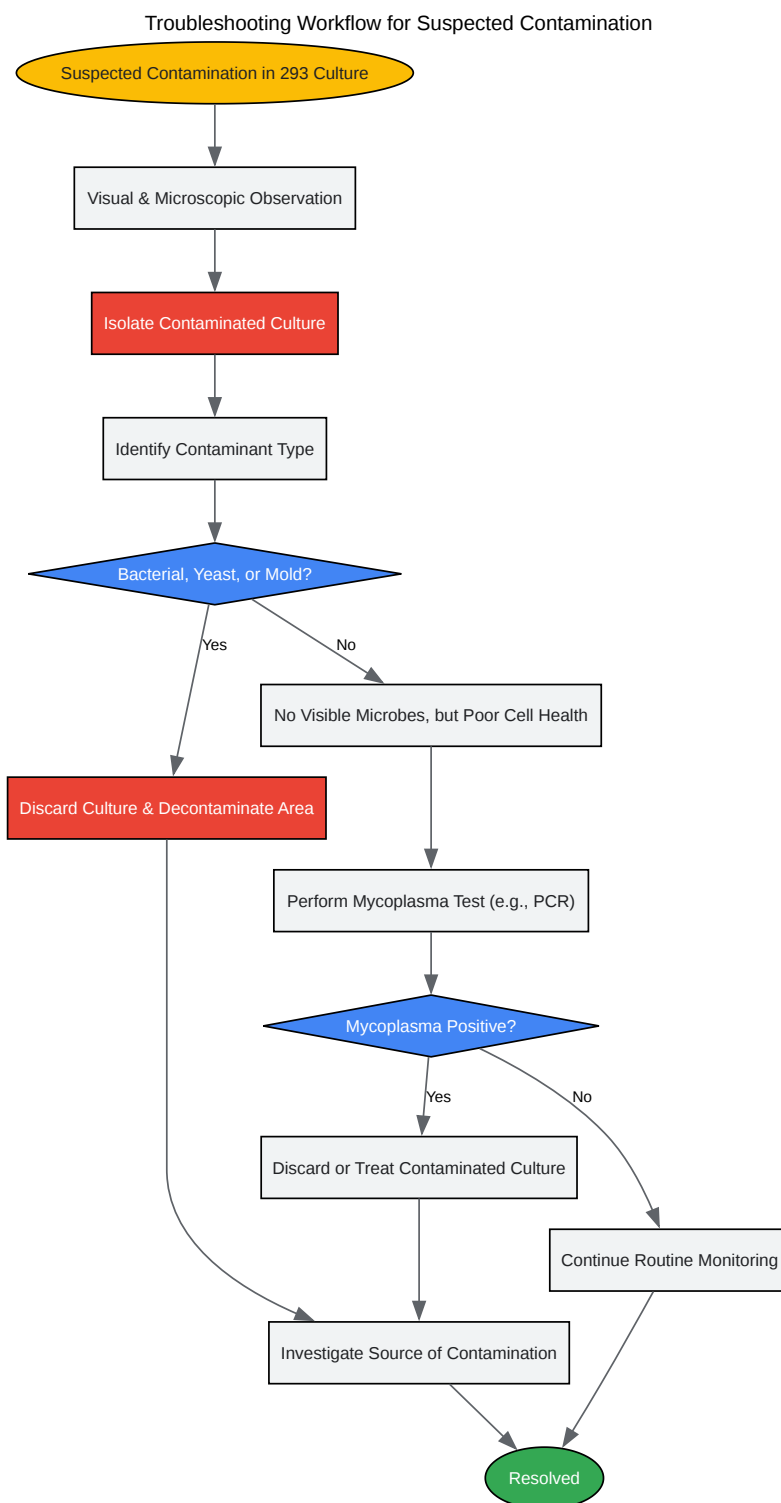 Troubleshooting Workflow for Suspected Contamination
Suspected Contamination in 293 Culture
Visual & Microscopic Observation
Isolate Contaminated Culture
Identify Contaminant Type
Bacterial, Yeast, or Mold?
Yes
No
No Visible Microbes, but Poor Cell Health
Discard Culture & Decontaminate Area
Perform Mycoplasma Test (e.g., PCR)
Mycoplasma Positive?
Yes
No
Discard or Treat Contaminated Culture
Continue Routine Monitoring
Investigate Source of Contamination
Resolved